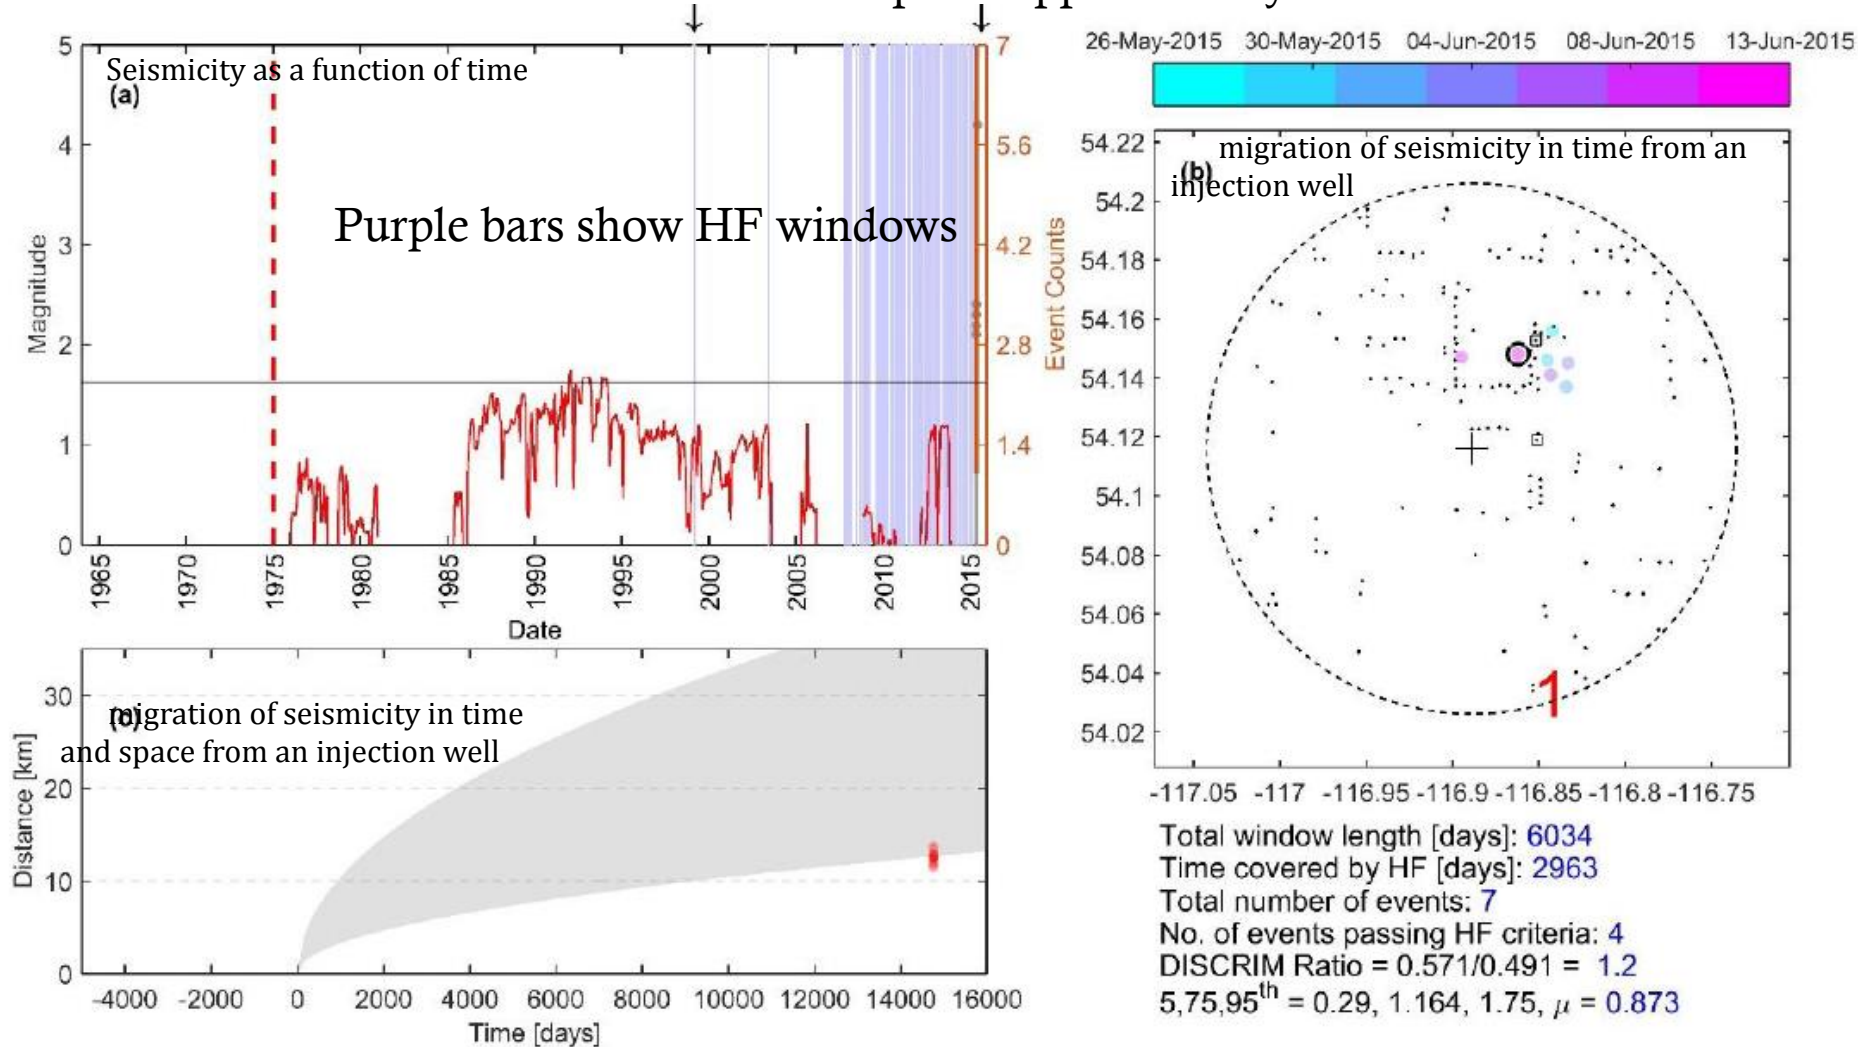 Seismicity as a function of time
(a)
Purple bars show HF windows
Magnitude
5
4
3
2
1
0
7
5.6
4.2
2.8
1.4
0
Event Counts
1965 1970 1975 1980 1985 1990 1995 2000 2005 2010 2015
Date
26-May-2015 30-May-2015 04-Jun-2015 08-Jun-2015 13-Jun-2015
(b) migration of seismicity in time from an
injection well
54.22
54.2
54.18
54.16
54.14
54.12
54.1
54.08
54.06
54.04
54.02
1
-117.05 -117 -116.95 -116.9 -116.85 -116.8 -116.75
migration of seismicity in time
and space from an injection well
Distance [km]
30
20
10
0
-4000 -2000 0 2000 4000 6000 8000 10000 12000 14000 16000
Time [days]
Total window length [days]: 6034
Time covered by HF [days]: 2963
Total number of events: 7
No. of events passing HF criteria: 4
DISCRIM Ratio = 0.571/0.491 = 1.2
5,75,95th = 0.29, 1.164, 1.75, μ = 0.873